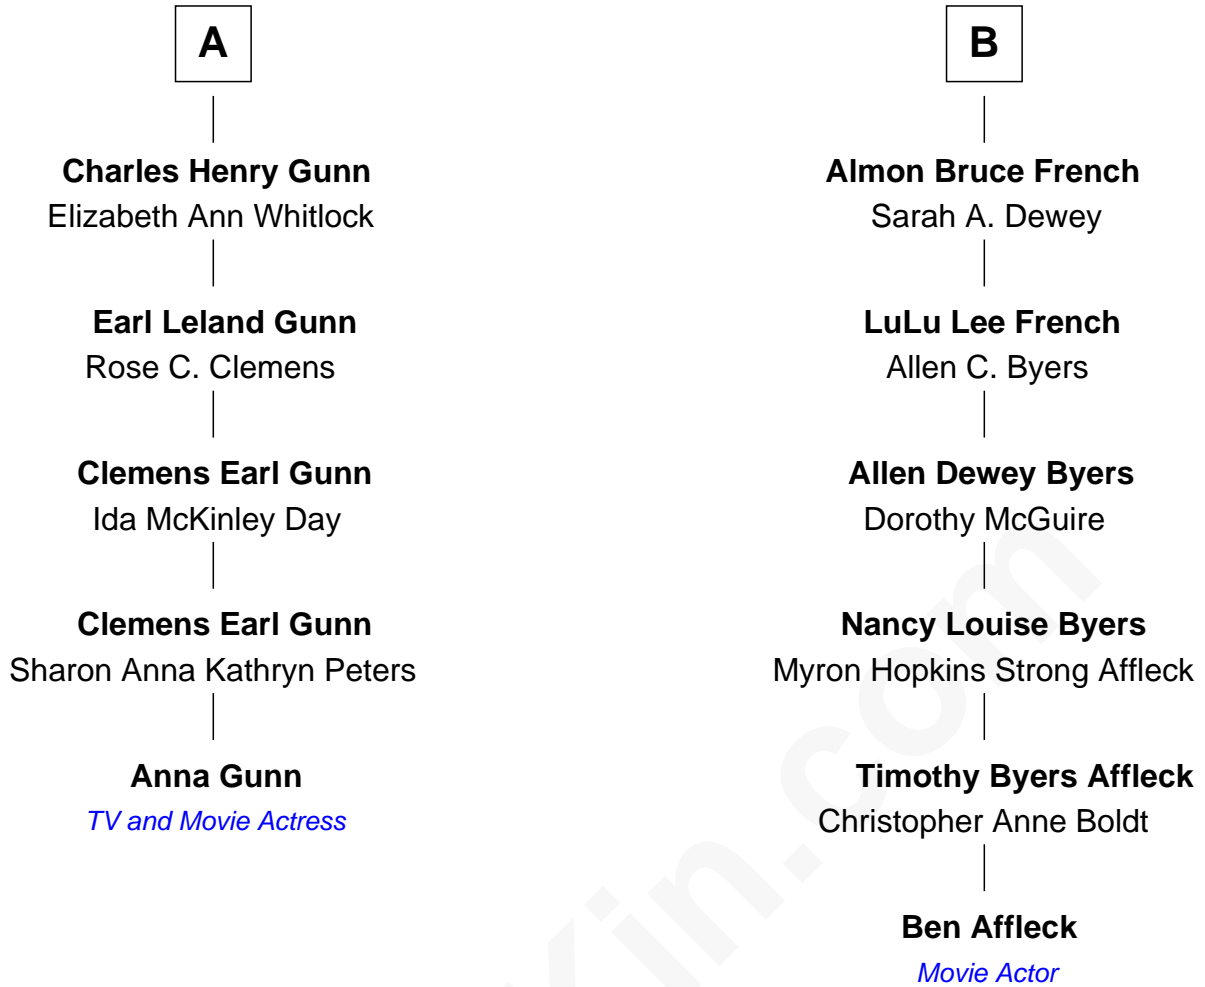 A
Charles Henry Gunn
Elizabeth Ann Whitlock
Earl Leland Gunn
Rose C. Clemens
Clemens Earl Gunn
Ida McKinley Day
Clemens Earl Gunn
Sharon Anna Kathryn Peters
Anna Gunn
TV and Movie Actress
B
Almon Bruce French
Sarah A. Dewey
LuLu Lee French
Allen C. Byers
Allen Dewey Byers
Dorothy McGuire
Nancy Louise Byers
Myron Hopkins Strong Affleck
Timothy Byers Affleck
Christopher Anne Boldt
Ben Affleck
Movie Actor